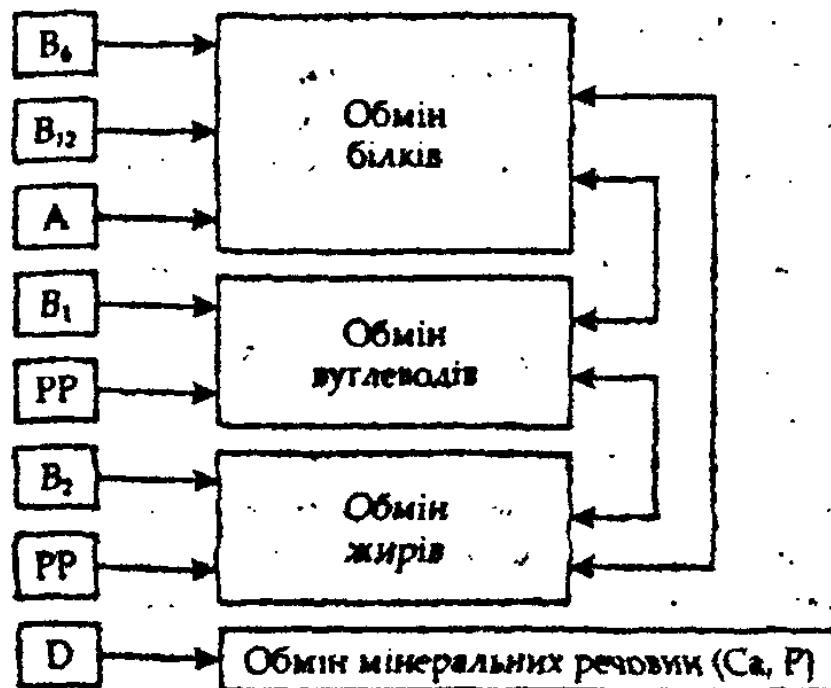 B₆
B₁₂
A
B₁
PP
B₂
PP
D
Обмін
білків
Обмін
вуглеводів
Обмін
жирів
Обмін мінеральних речовин (Ca, P)